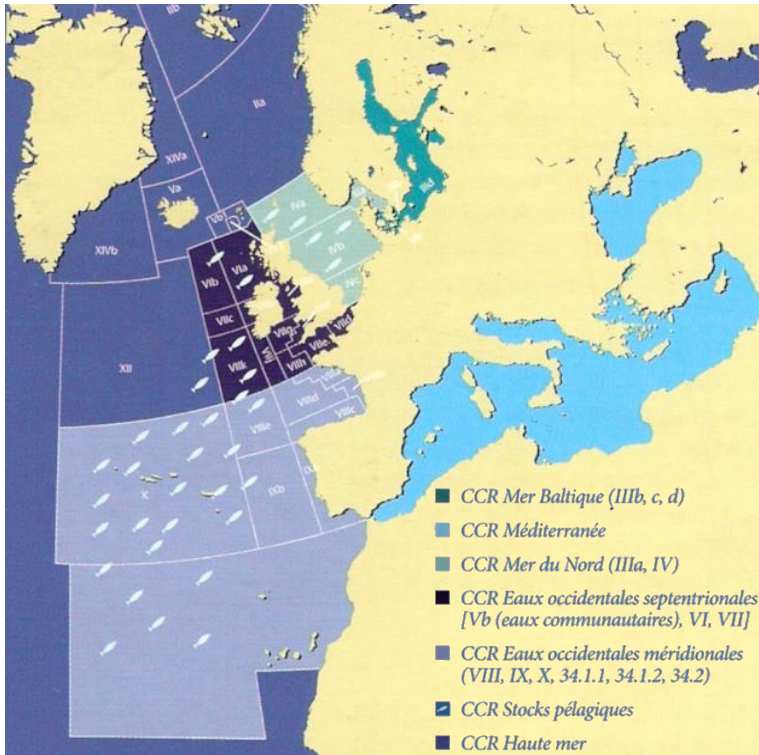 IIb
IIa
XIVa
Va
Vb
IVa
IIId
XIVb
IVb
VIb
VIa
IVc
VIIc
XII
VIIg
VIId
VIIe
VIIj
VIIk
VIIh
VIIId
VIIIe
VIIIc
X
IXb
CCR Mer Baltique (IIIb, c, d)
CCR Méditerranée
CCR Mer du Nord (IIIa, IV)
CCR Eaux occidentales septentrionales
[Vb (eaux communautaires), VI, VII]
CCR Eaux occidentales méridionales
(VIII, IX, X, 34.1.1, 34.1.2, 34.2)
CCR Stocks pélagiques
CCR Haute mer